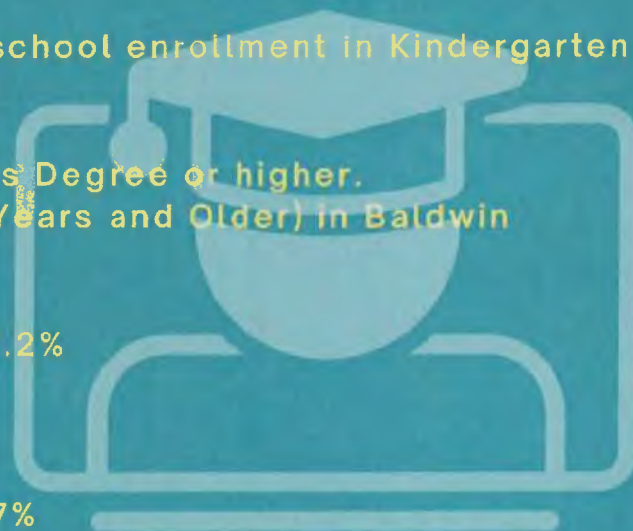 school enrollment in Kindergarten
s Degree or higher.
Years and Older) in Baldwin
.2%
7%